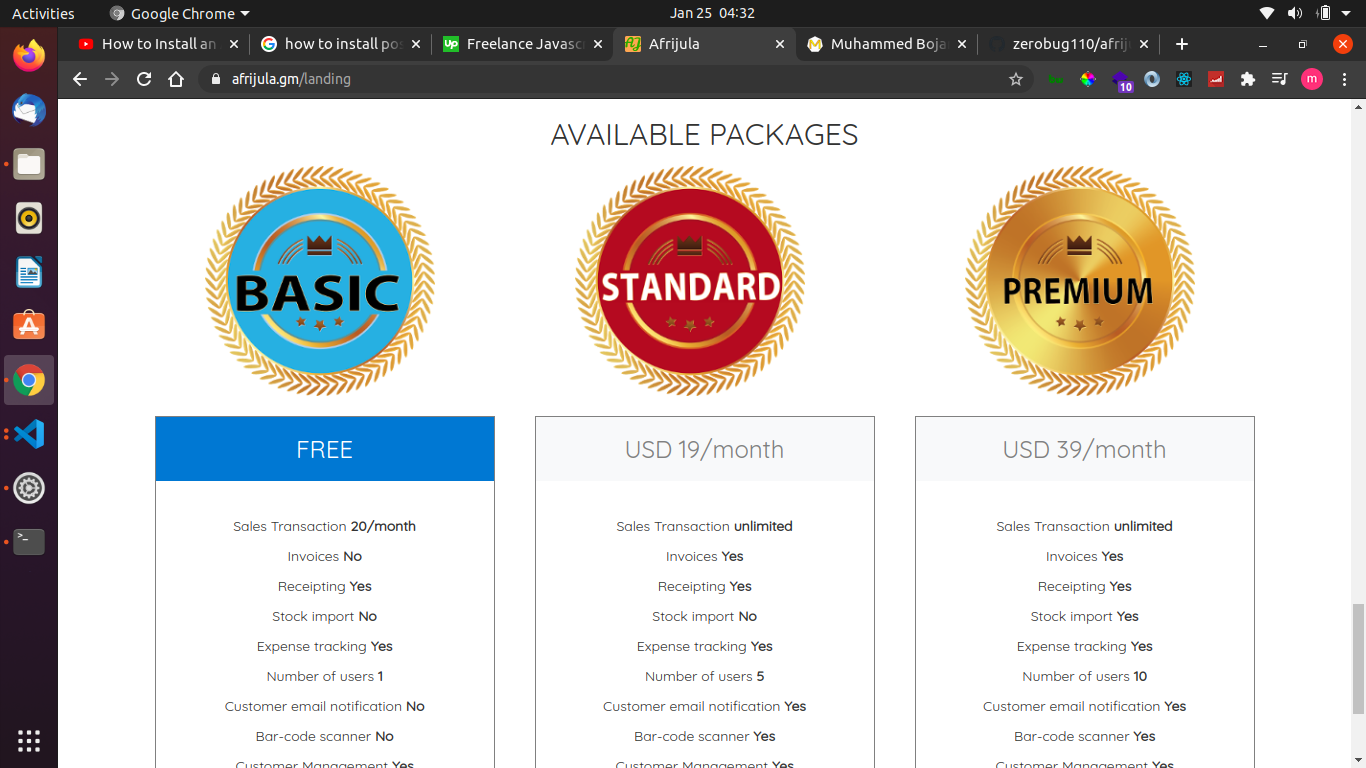 Activities
Google Chrome
Jan 25 04:32
How to Install an
how to install pos
Freelance Javasc
Afrijula
Muhammed Boja
zerobug110/afrij
afrijula.gm/landing
10
m
AVAILABLE PACKAGES
BASIC
STANDARD
PREMIUM
FREE
USD 19/month
USD 39/month
Sales Transaction 20/month
Sales Transaction unlimited
Sales Transaction unlimited
Invoices No
Invoices Yes
Invoices Yes
Receipting Yes
Receipting Yes
Receipting Yes
Stock import No
Stock import No
Stock import Yes
Expense tracking Yes
Expense tracking Yes
Expense tracking Yes
Number of users 1
Number of users 5
Number of users 10
Customer email notification No
Customer email notification Yes
Customer email notification Yes
Bar-code scanner No
Bar-code scanner Yes
Bar-code scanner Yes
Customer Management Yes
Customer Management Yes
Customer Management Yes